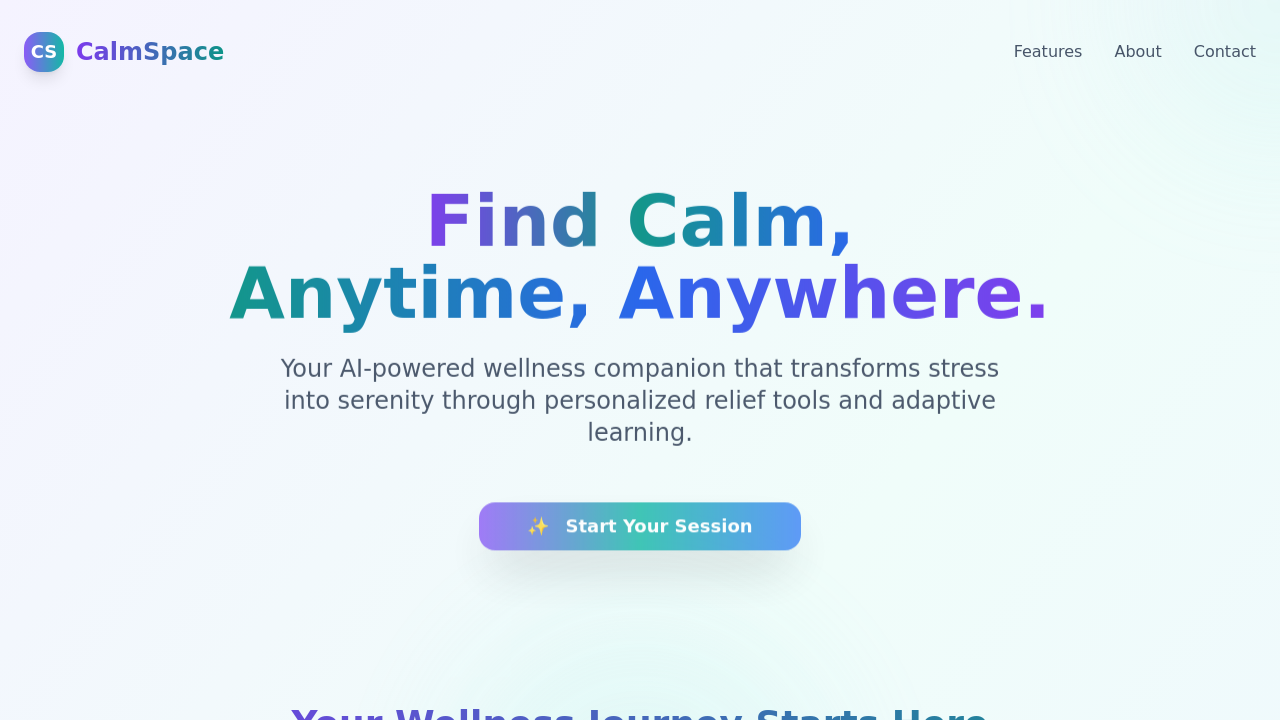 CS CalmSpace
Features About Contact
Find Calm,
Anytime, Anywhere.
Your AI-powered wellness companion that transforms stress
into serenity through personalized relief tools and adaptive
learning.
✨ Start Your Session
Your Wellness Journey Starts Here